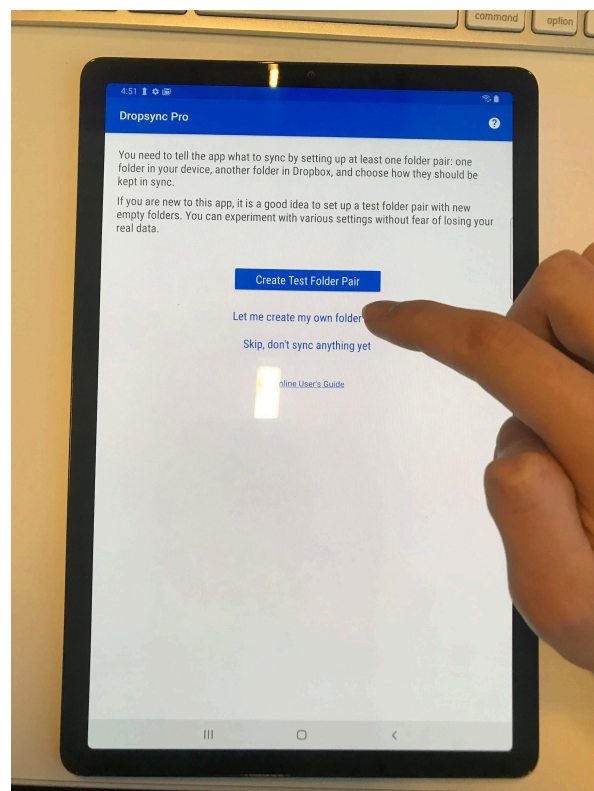 command
option
4:51
Dropsync Pro
?
You need to tell the app what to sync by setting up at least one folder pair: one
folder in your device, another folder in Dropbox, and choose how they should be
kept in sync.
If you are new to this app, it is a good idea to set up a test folder pair with new
empty folders. You can experiment with various settings without fear of losing your
real data.
Create Test Folder Pair
Let me create my own folder
Skip, don't sync anything yet
User's Guide